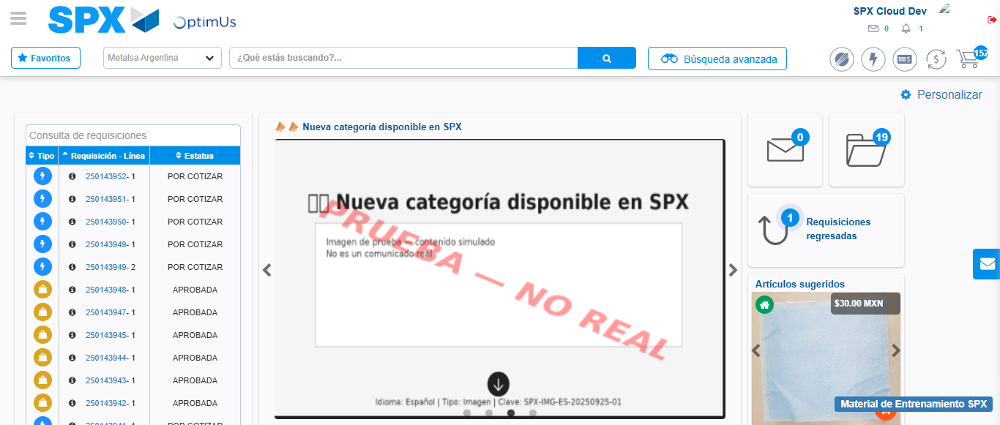 SPX OptimUs
SPX Cloud Dev
0 1
Favoritos
Metalsa Argentina
¿Qué estás buscando?...
Búsqueda avanzada
152
Personalizar
Consulta de requisiciones
Tipo Requisición - Línea Estatus
250143952- 1 POR COTIZAR
250143951- 1 POR COTIZAR
250143950- 1 POR COTIZAR
250143949- 1 POR COTIZAR
250143949- 2 POR COTIZAR
250143948- 1 APROBADA
250143947- 1 APROBADA
250143945- 1 APROBADA
250143944- 1 APROBADA
250143943- 1 APROBADA
250143942- 1 APROBADA
Nueva categoría disponible en SPX
Nueva categoría disponible en SPX
Imagen de prueba — contenido simulado
No es un comunicado real
PRUEBA — NO REAL
Idioma: Español | Tipo: Imagen | Clave: SPX-IMG-ES-20250925-01
0
19
1
Requisiciones
regresadas
Artículos sugeridos
$30.00 MXN
Material de Entrenamiento SPX